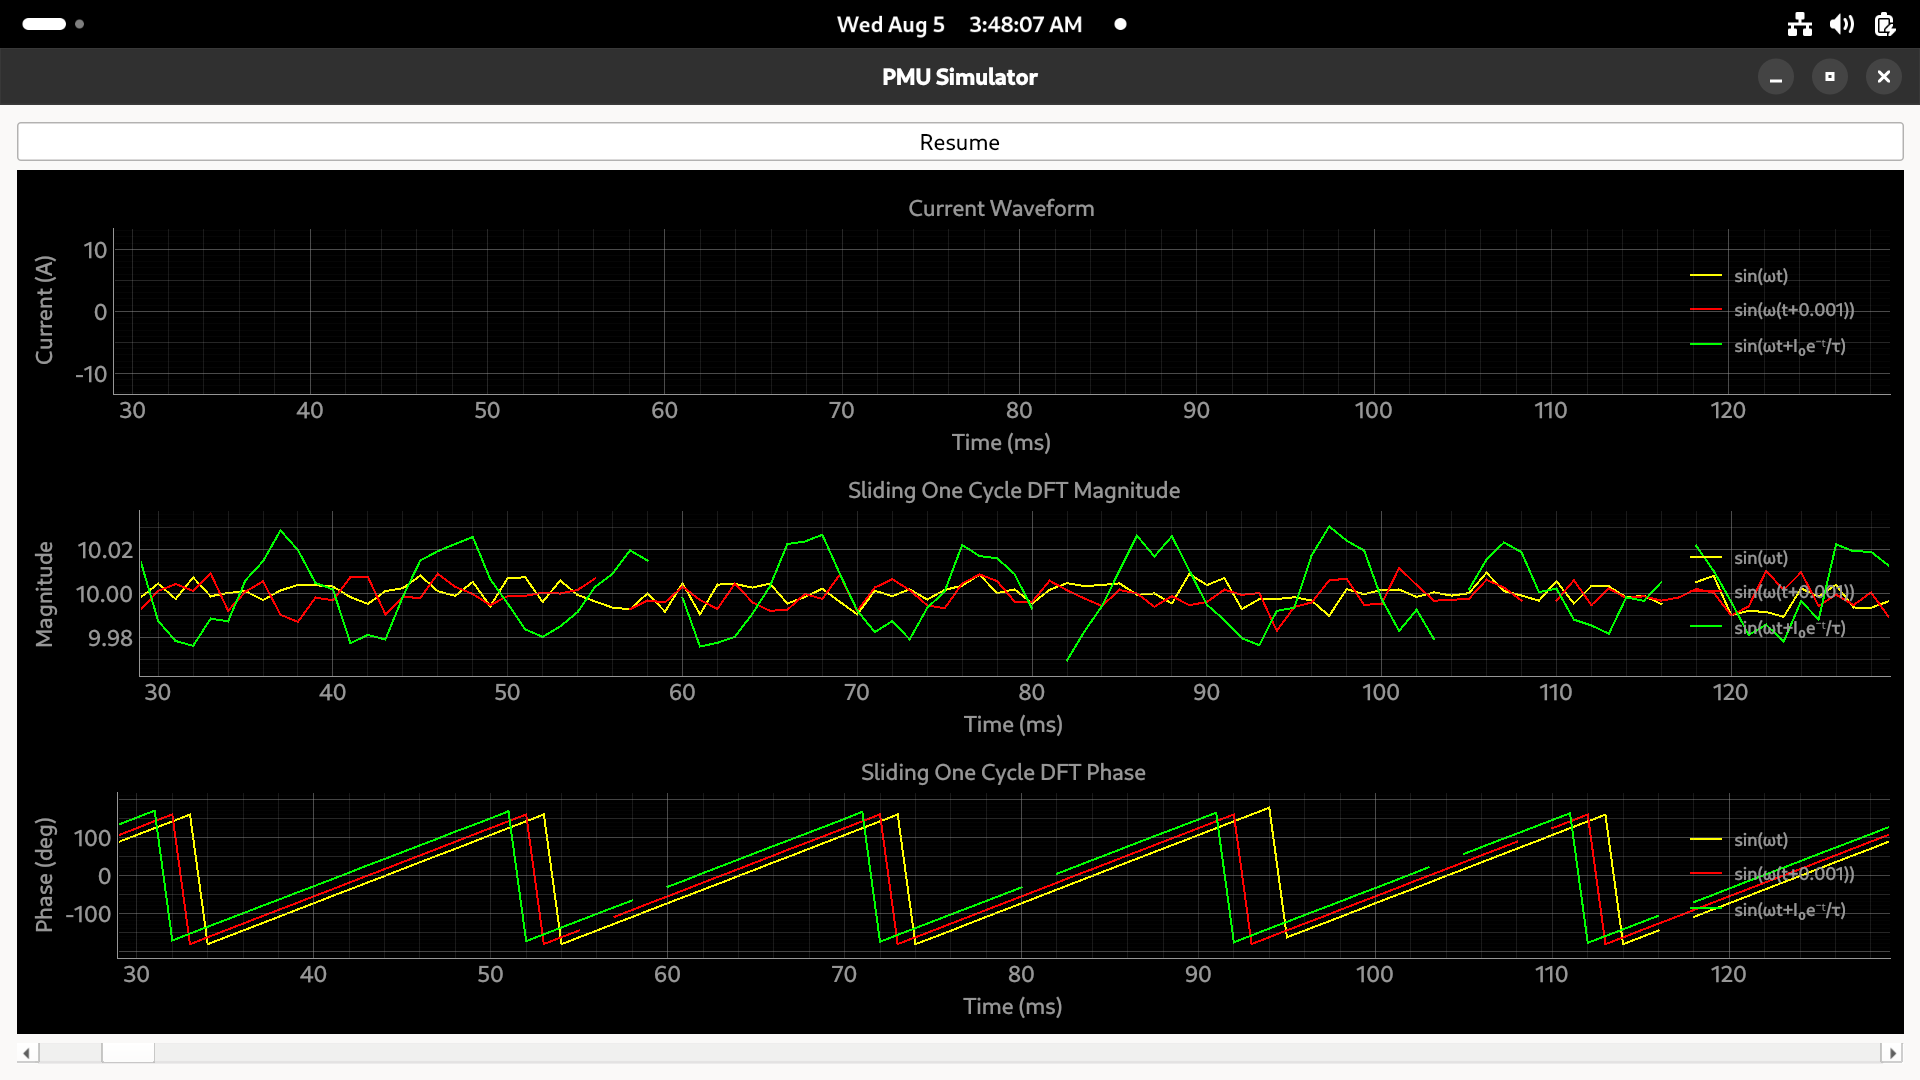 Wed Aug 5 3:48:07 AM
PMU Simulator
Resume
Current Waveform
Current (A)
10
0
-10
sin(ωt)
sin(ω(t+0.001))
sin(ωt+I₀e⁻ᵗ/τ)
30 40 50 60 70 80 90 100 110 120
Time (ms)
Sliding One Cycle DFT Magnitude
Magnitude
10.02
10.00
9.98
sin(ωt)
sin(ω(t+0.001))
sin(ωt+I₀e⁻ᵗ/τ)
30 40 50 60 70 80 90 100 110 120
Time (ms)
Sliding One Cycle DFT Phase
Phase (deg)
100
0
-100
sin(ωt)
sin(ω(t+0.001))
sin(ωt+I₀e⁻ᵗ/τ)
30 40 50 60 70 80 90 100 110 120
Time (ms)